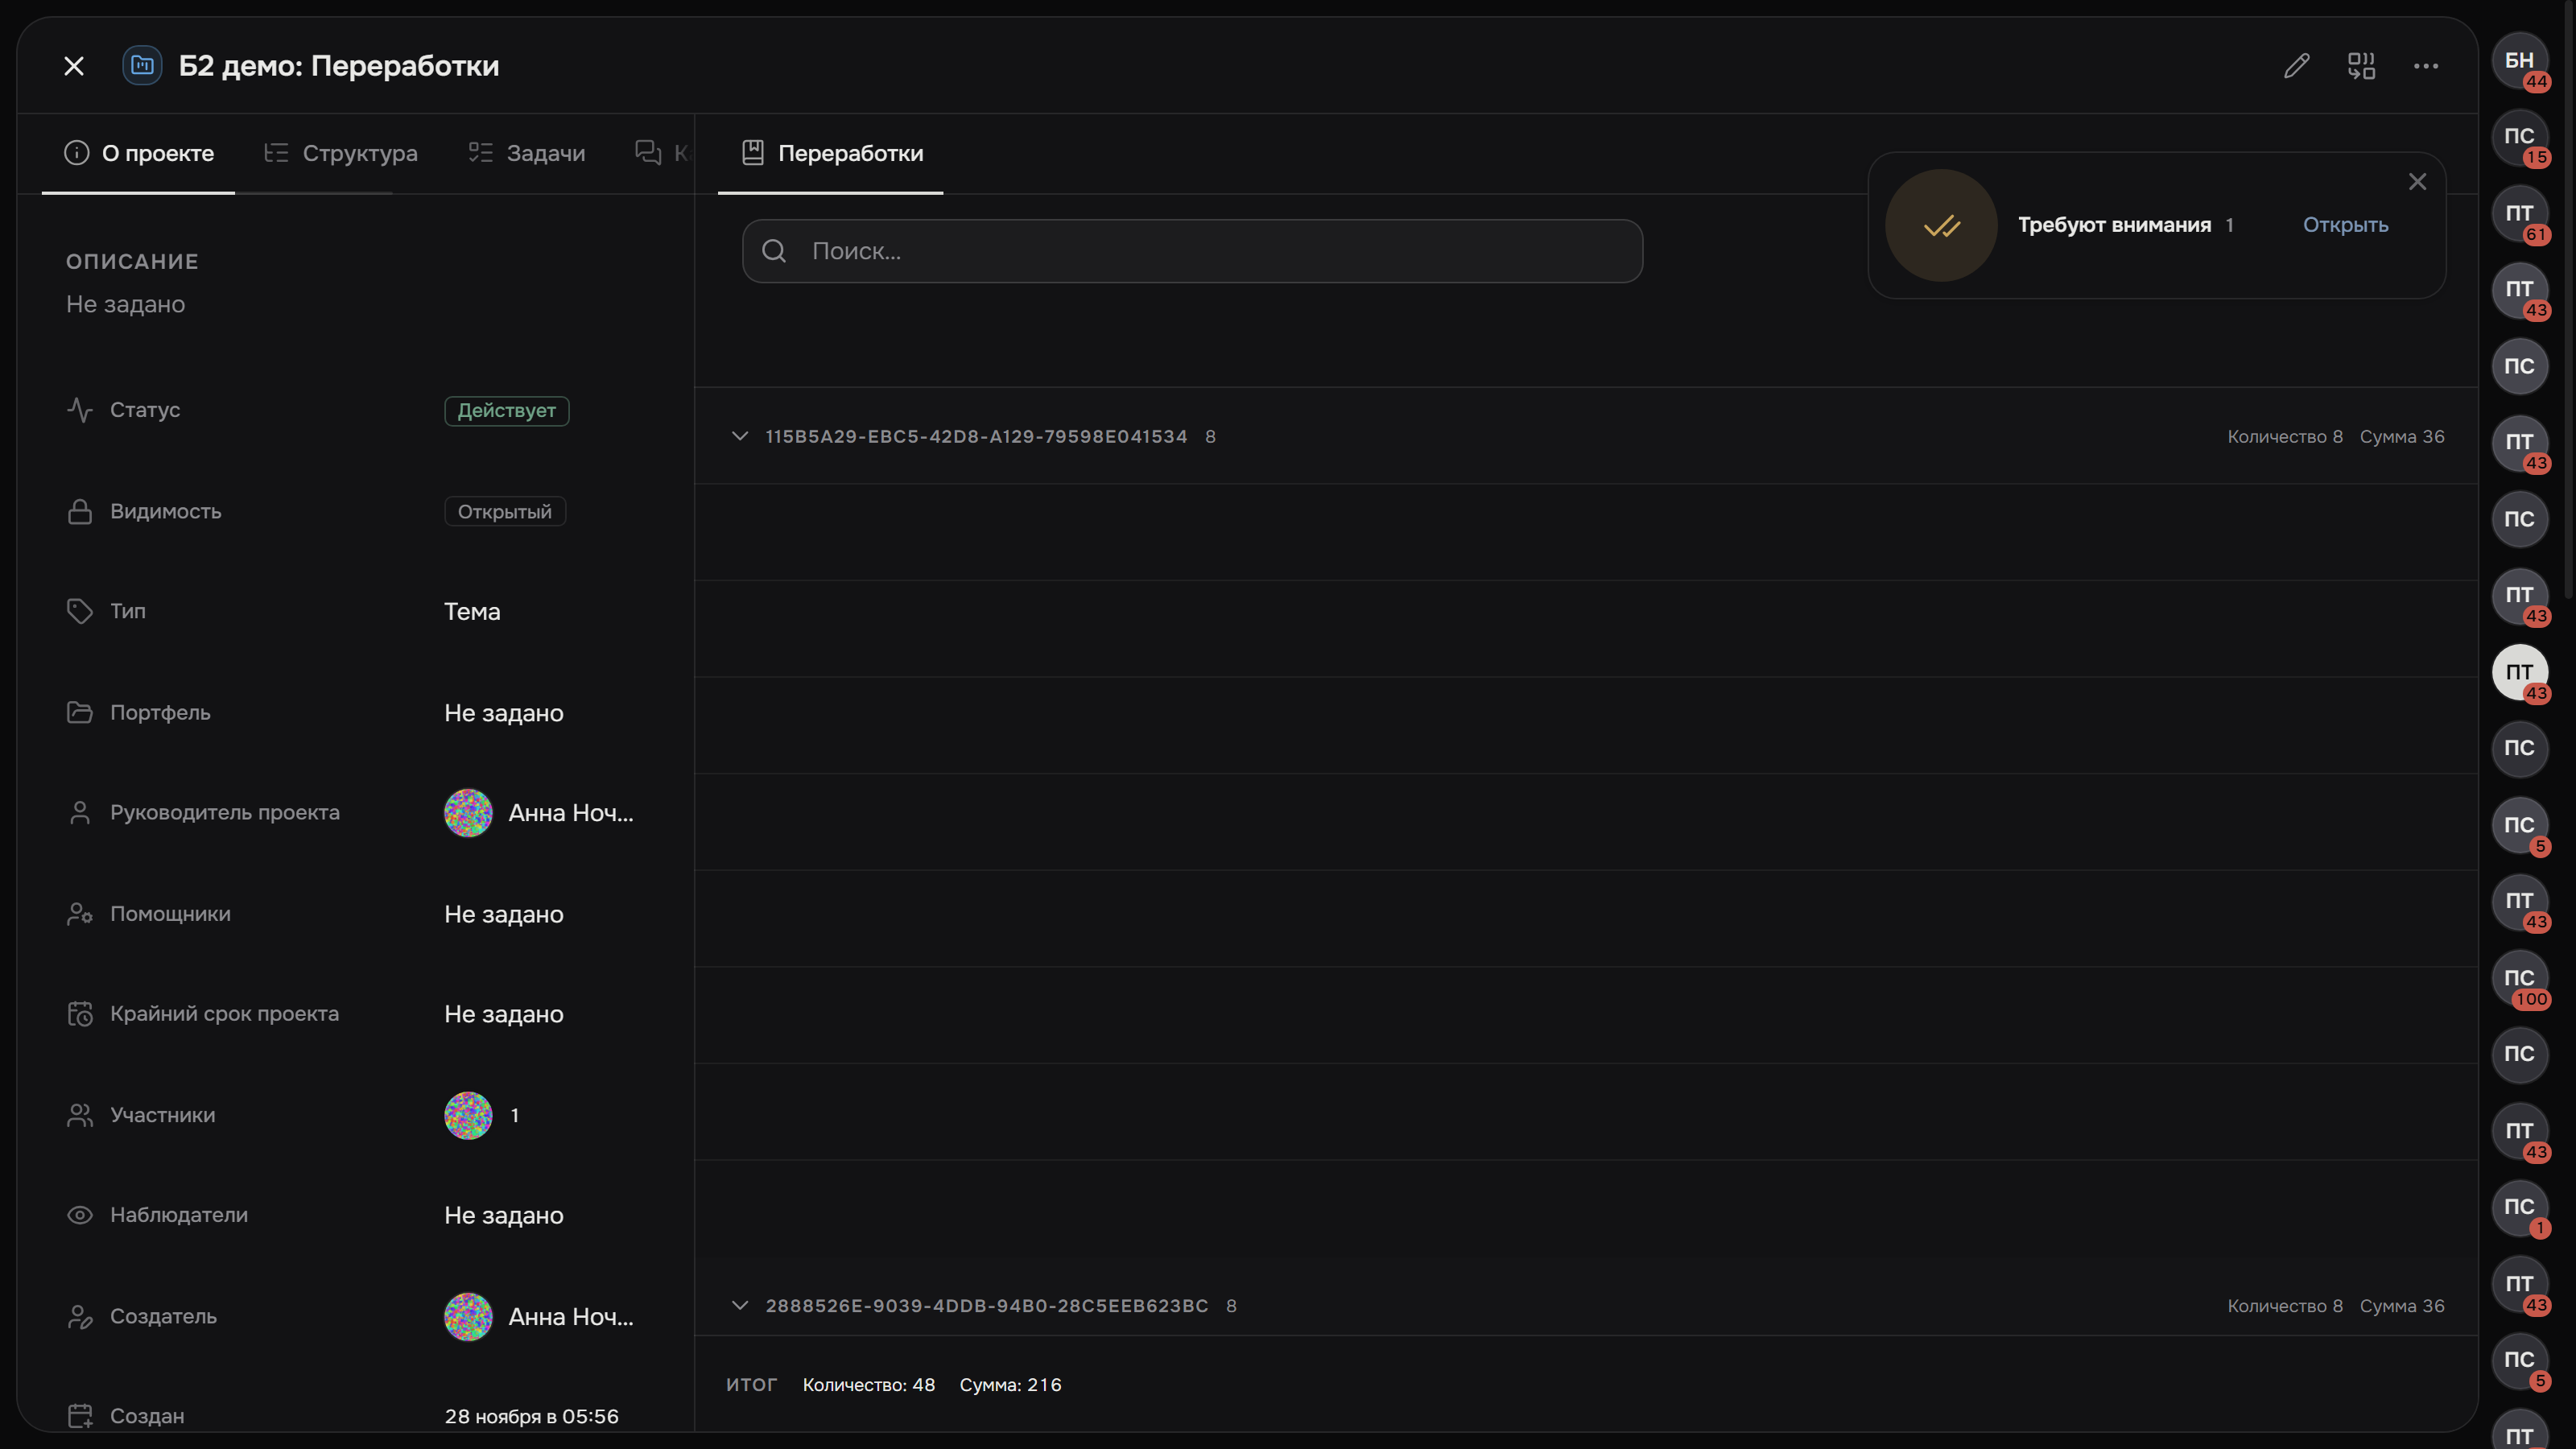 Б2 демо: Переработки
О проекте
Структура
Задачи
Переработки
Требуют внимания 1
Открыть
Поиск...
ОПИСАНИЕ
Не задано
Статус
Действует
Видимость
Открытый
Тип
Тема
Портфель
Не задано
Руководитель проекта
Анна Ноч...
Помощники
Не задано
Крайний срок проекта
Не задано
Участники
1
Наблюдатели
Не задано
Создатель
Анна Ноч...
Создан
28 ноября в 05:56
115B5A29-EBC5-42D8-A129-79598E041534 8
Количество 8 Сумма 36
2888526E-9039-4DDB-94B0-28C5EEB623BC 8
Количество 8 Сумма 36
ИТОГ Количество: 48 Сумма: 216
БН
44
ПС
15
ПТ
61
ПТ
43
ПС
ПТ
43
ПС
ПТ
43
ПТ
43
ПС
ПС
5
ПТ
43
ПС
100
ПС
ПТ
43
ПС
1
ПТ
43
ПС
5
ПТ